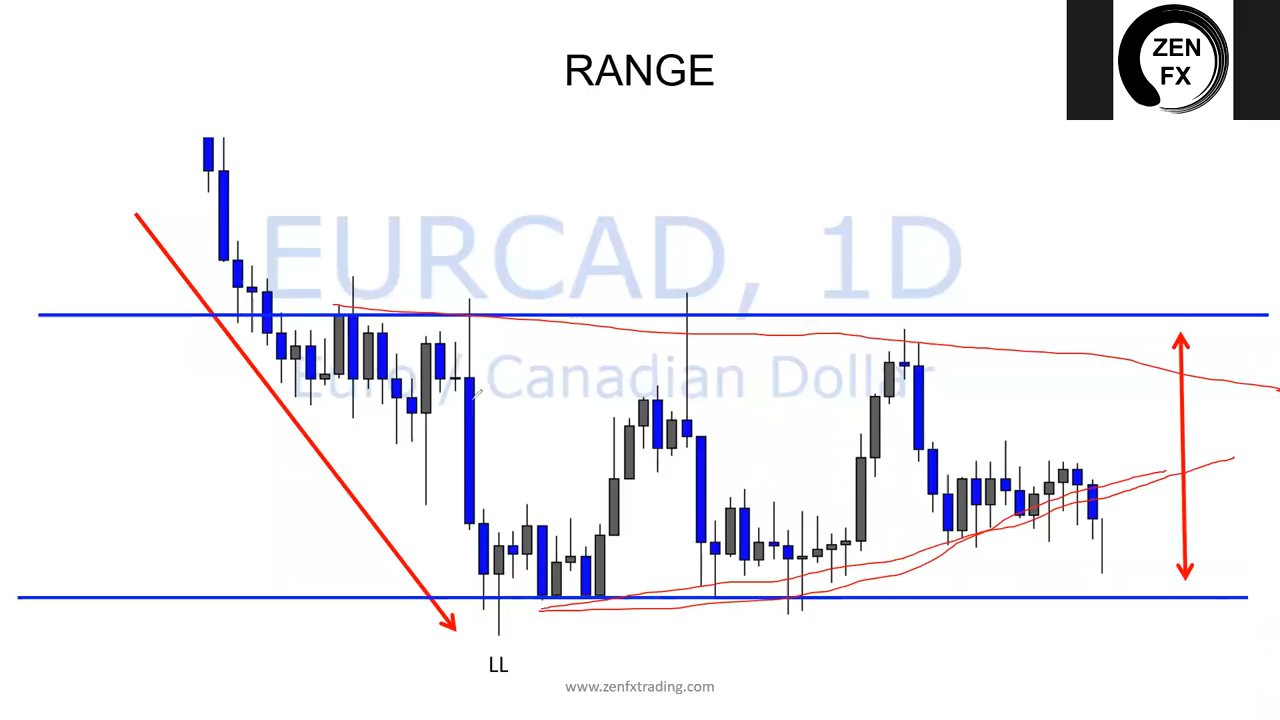 RANGE
ZEN
FX
EURCAD, 1D
Euro / Canadian Dollar
LL
www.zenfxtrading.com